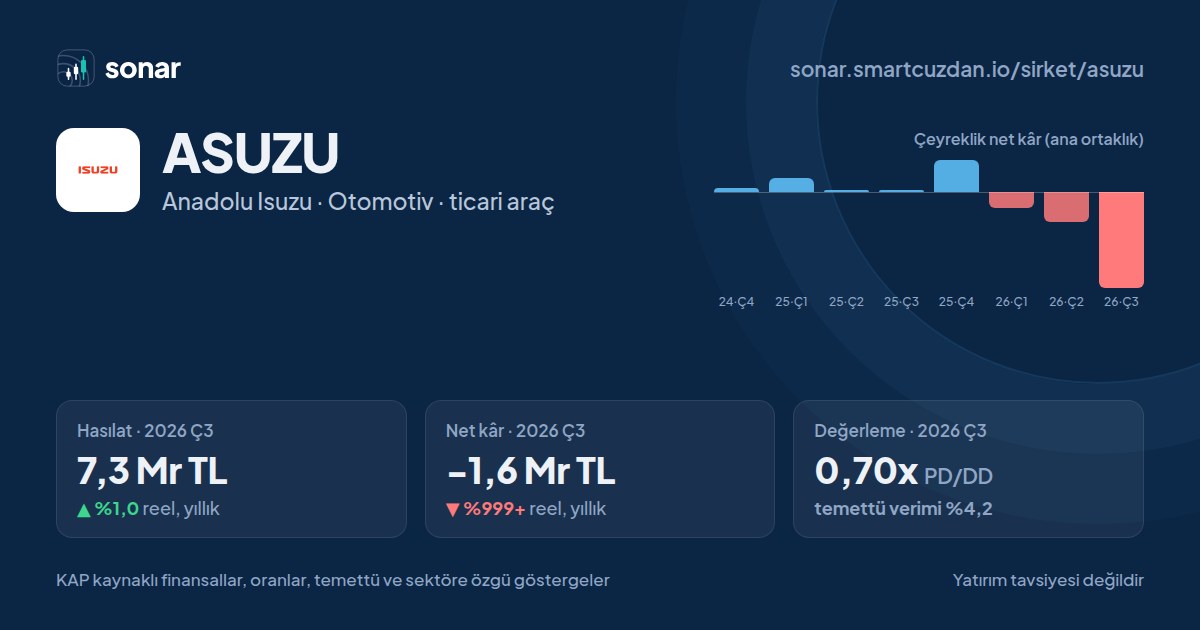 sonar
sonar.smartcuzdan.io/sirket/asuzu
ISUZU
ASUZU
Anadolu Isuzu · Otomotiv · ticari araç
Çeyreklik net kâr (ana ortaklık)
24-Ç4 25-Ç1 25-Ç2 25-Ç3 25-Ç4 26-Ç1 26-Ç2 26-Ç3
Hasılat · 2026 Ç3
7,3 Mr TL
▲ %1,0 reel, yıllık
Net kâr · 2026 Ç3
−1,6 Mr TL
▼ %999+ reel, yıllık
Değerleme · 2026 Ç3
0,70x PD/DD
temettü verimi %4,2
KAP kaynaklı finansallar, oranlar, temettü ve sektöre özgü göstergeler
Yatırım tavsiyesi değildir